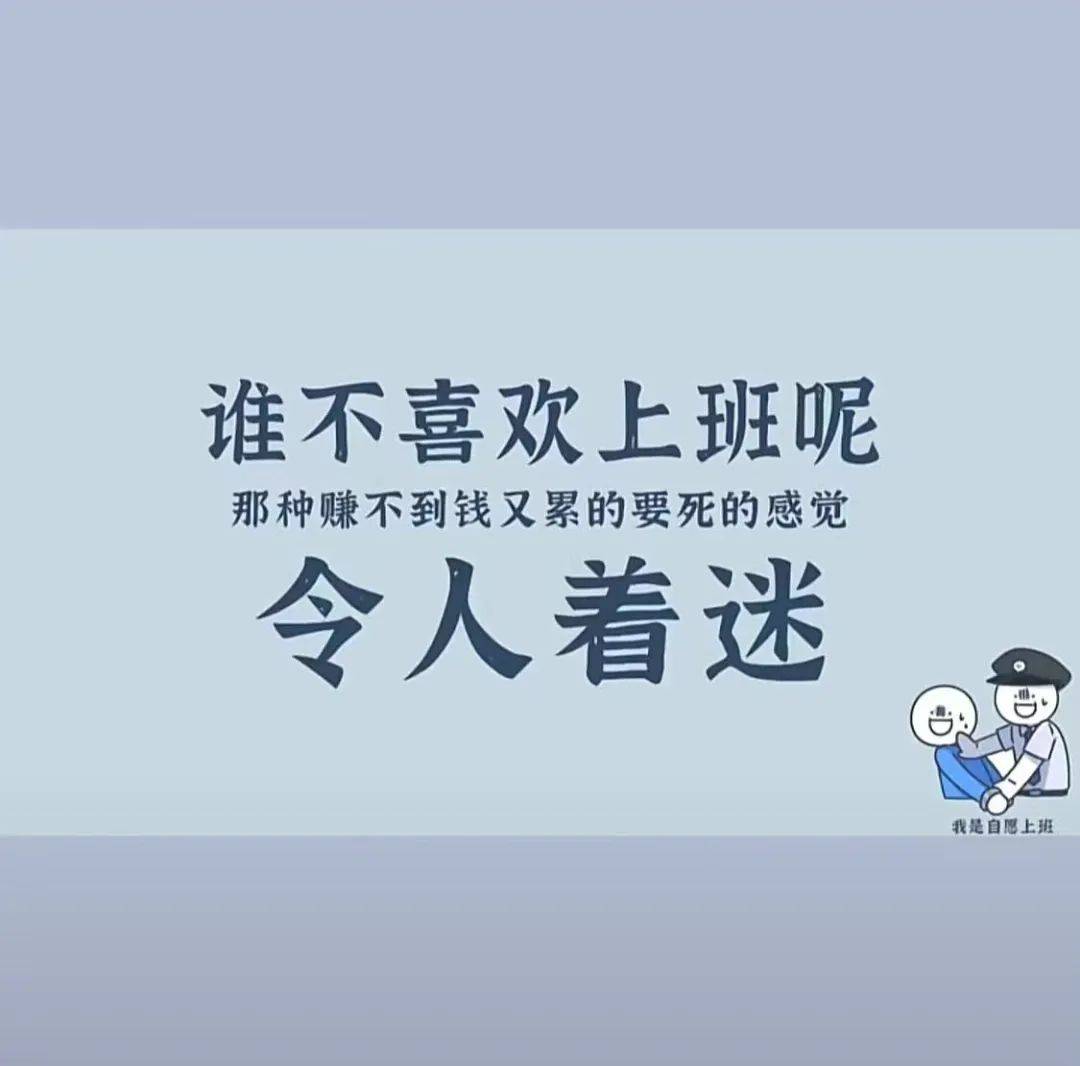 谁不喜欢上班呢
那种赚不到钱又累的要死的感觉
令人着迷
我是自愿上班